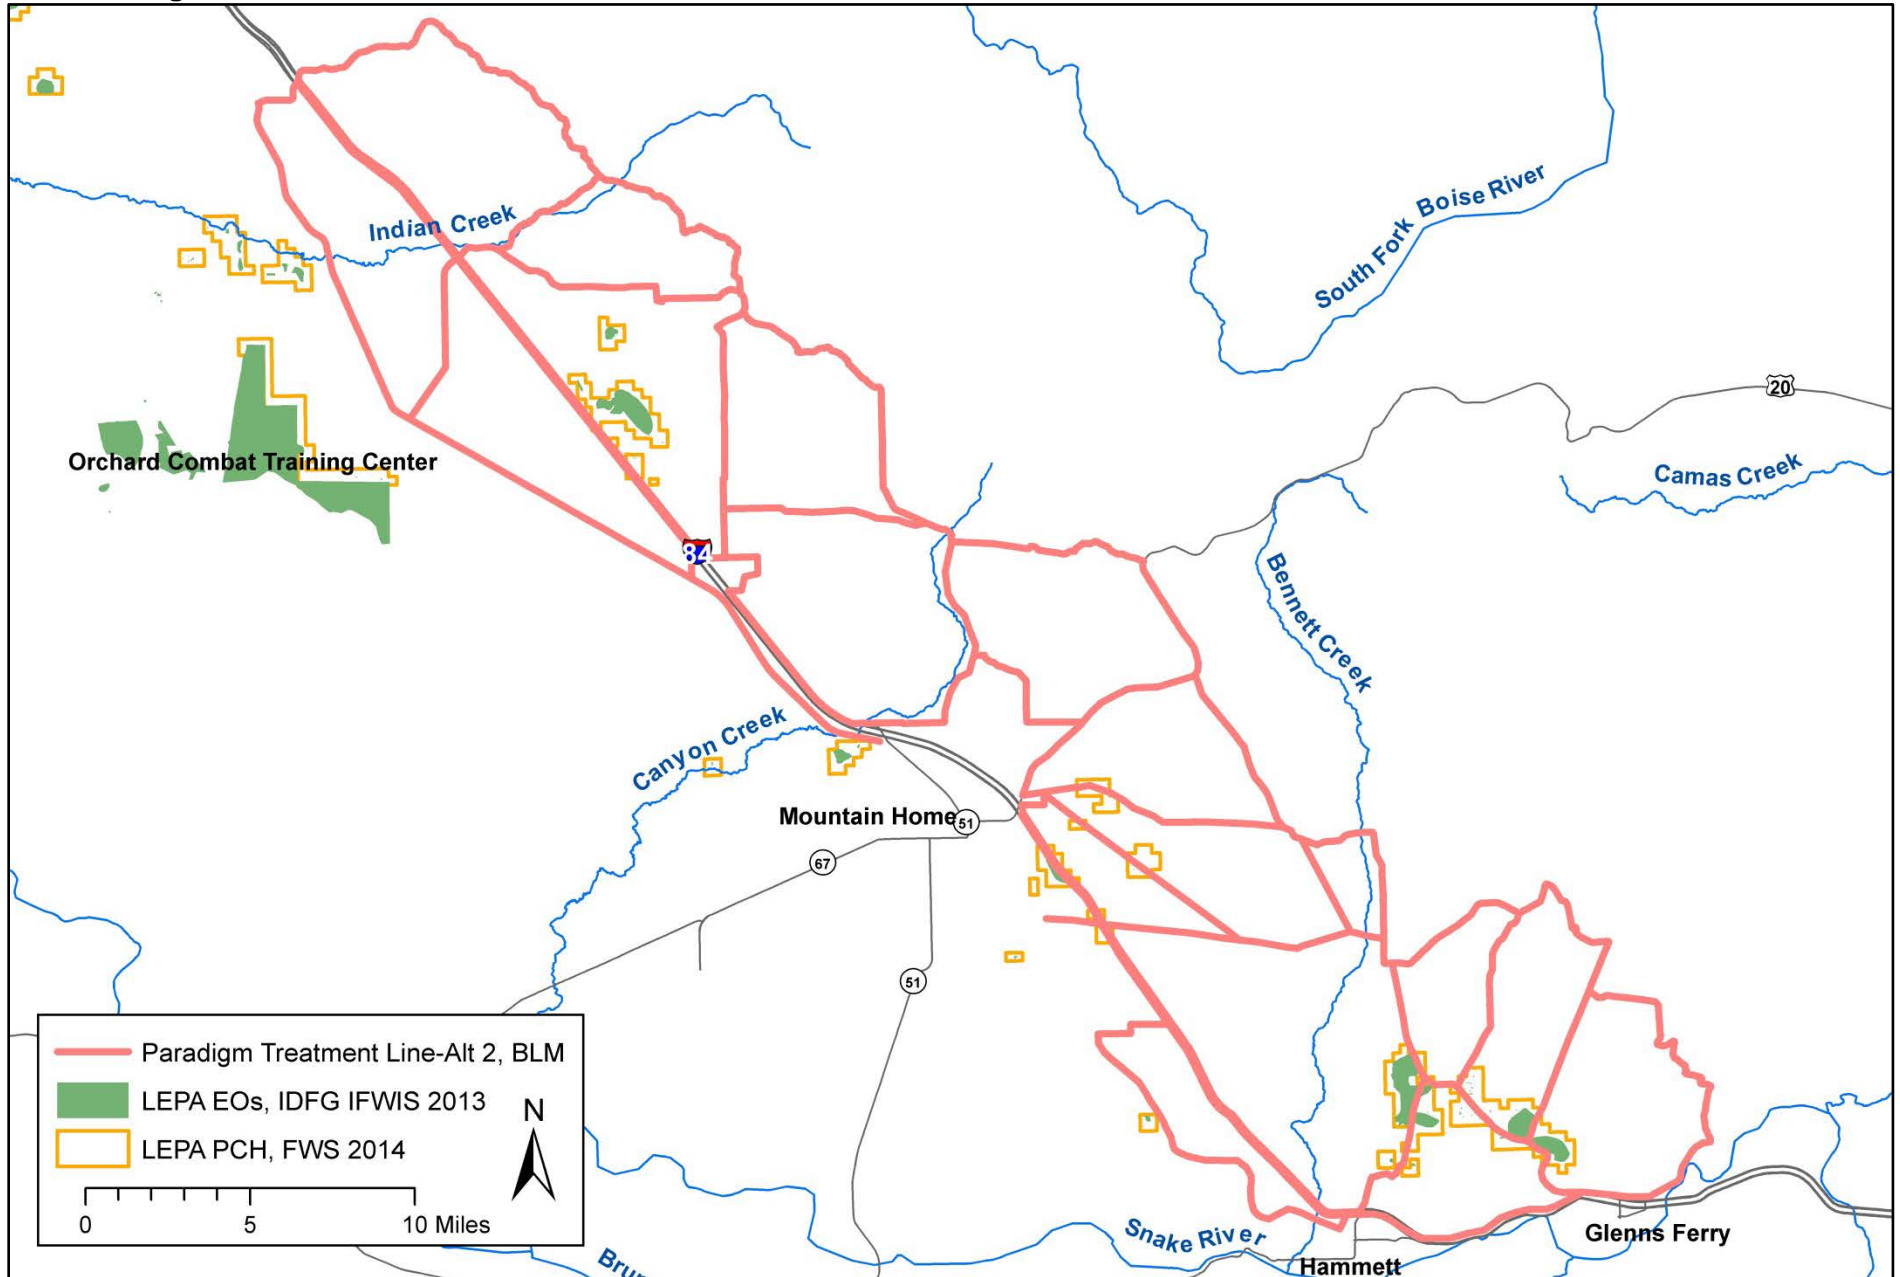 Indian Creek
South Fork Boise River
20
Orchard Combat Training Center
Camas Creek
84
Bennett Creek
Canyon Creek
Mountain Home
51
67
51
Paradigm Treatment Line-Alt 2, BLM
LEPA EOs, IDFG IFWIS 2013
LEPA PCH, FWS 2014
N
0 5 10 Miles
Snake River
Glenns Ferry
Hammett